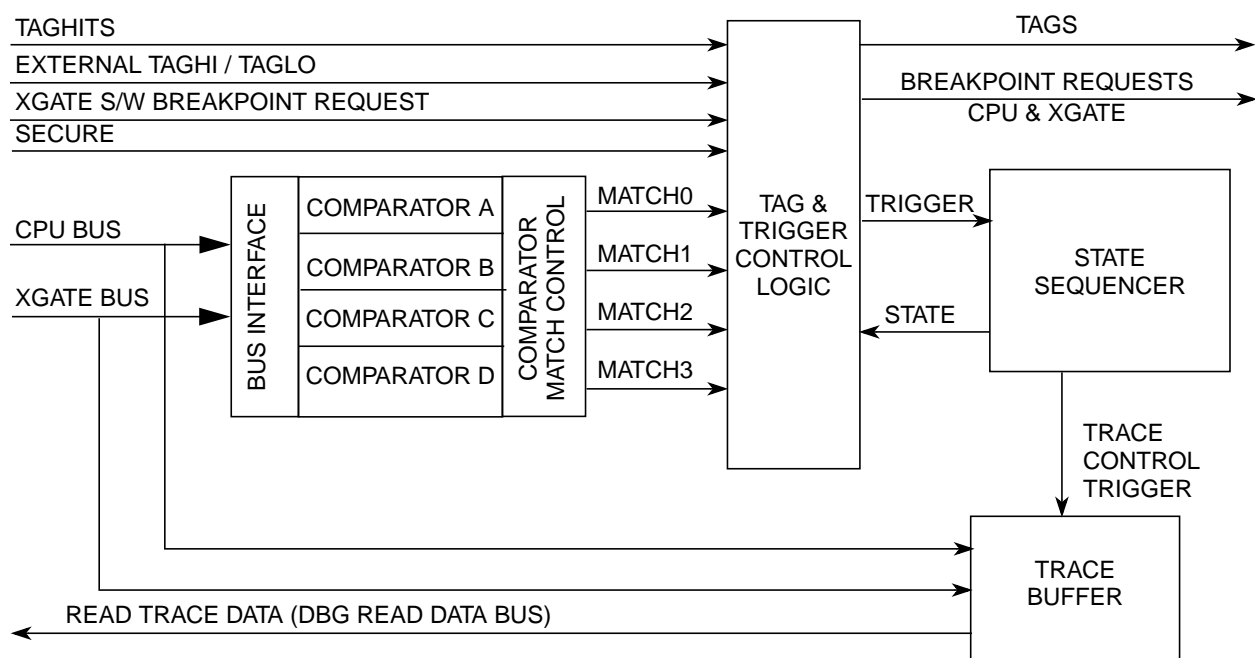 TAGHITS
TAGS
EXTERNAL TAGHI / TAGLO
BREAKPOINT REQUESTS
CPU & XGATE
XGATE S/W BREAKPOINT REQUEST
SECURE
CPU BUS
XGATE BUS
BUS INTERFACE
COMPARATOR A
COMPARATOR B
COMPARATOR C
COMPARATOR D
COMPARATOR
MATCH CONTROL
MATCH0
MATCH1
MATCH2
MATCH3
TAG &
TRIGGER
CONTROL
LOGIC
TRIGGER
STATE
STATE
SEQUENCER
TRACE
CONTROL
TRIGGER
TRACE
BUFFER
READ TRACE DATA (DBG READ DATA BUS)